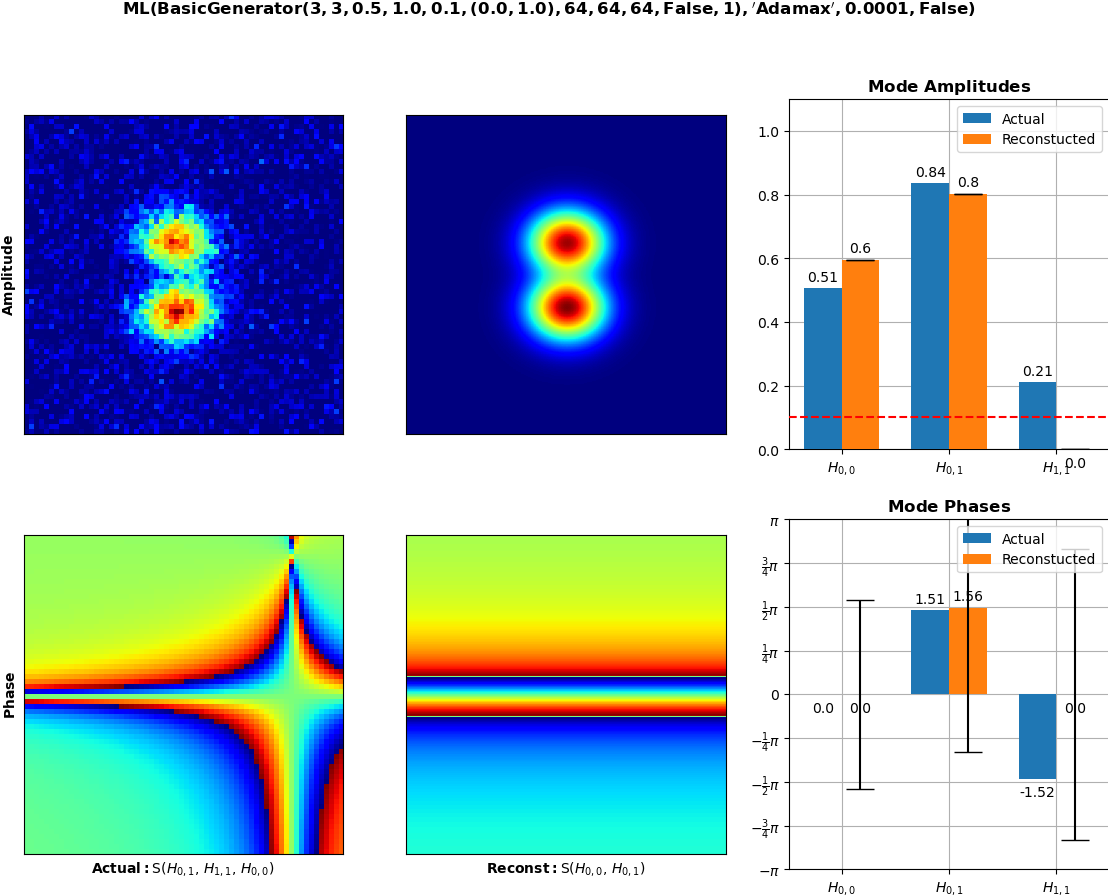 ML(BasicGenerator(3, 3, 0.5, 1.0, 0.1, (0.0, 1.0), 64, 64, 64, False, 1), ′Adamax′, 0.0001, False)
Amplitude
Mode Amplitudes
Actual
Reconstucted
1.0
0.8
0.6
0.4
0.2
0.0
0.51
0.6
0.84
0.8
0.21
0.0
H0,0
H0,1
H1,1
Phase
Actual: S(H0,1, H1,1, H0,0)
Reconst: S(H0,0, H0,1)
Mode Phases
Actual
Reconstucted
π
3/4π
1/2π
1/4π
0
−1/4π
−1/2π
−3/4π
−π
0.0
0.0
1.51
1.56
-1.52
0.0
H0,0
H0,1
H1,1